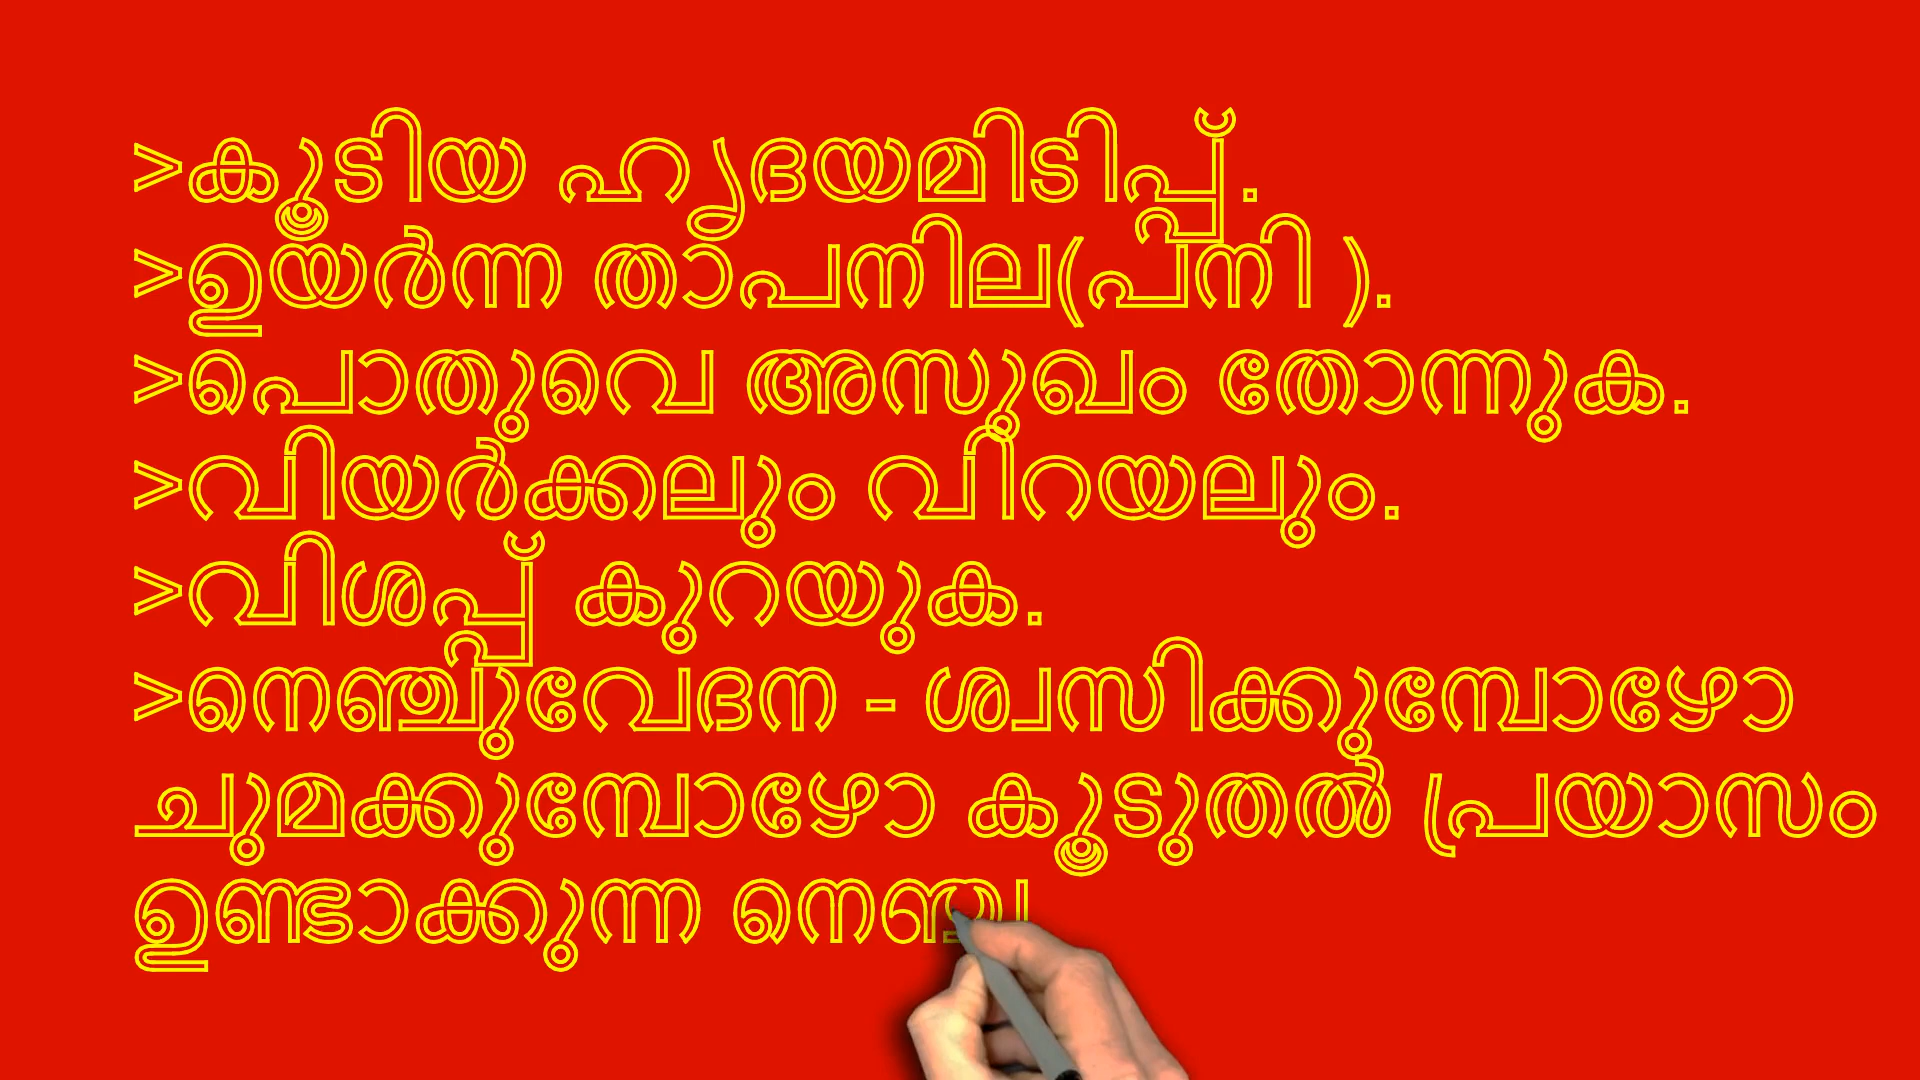 >കൂടിയ ഹൃദയമിടിപ്പ്.
>ഉയർന്ന താപനില(പനി ).
>പൊതുവെ അസുഖം തോന്നുക.
>വിയർക്കലും വിറയലും.
>വിശപ്പ് കുറയുക.
>നെഞ്ചുവേദന - ശ്വസിക്കുമ്പോഴോ
ചുമക്കുമ്പോഴോ കൂടുതൽ പ്രയാസം
ഉണ്ടാക്കുന്ന